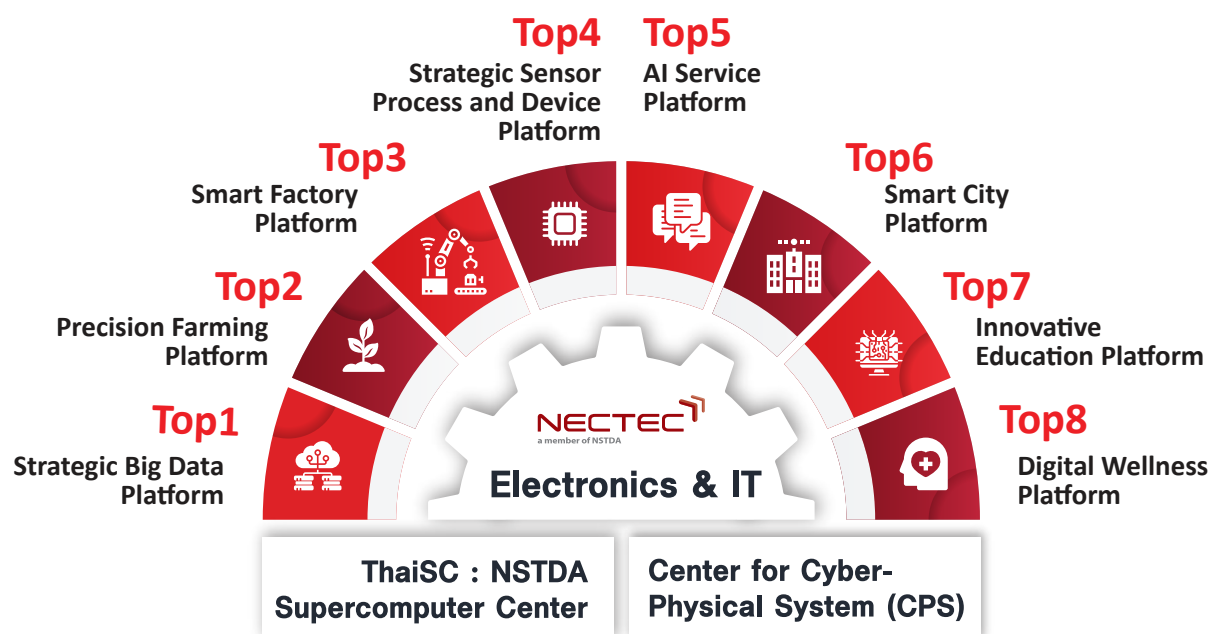 Top4
Strategic Sensor
Process and Device
Platform
Top5
AI Service
Platform
Top3
Smart Factory
Platform
Top6
Smart City
Platform
Top2
Precision Farming
Platform
Top7
Innovative
Education Platform
Top1
Strategic Big Data
Platform
Top8
Digital Wellness
Platform
NECTEC
a member of NSTDA
Electronics & IT
ThaiSC : NSTDA
Supercomputer Center
Center for Cyber-
Physical System (CPS)